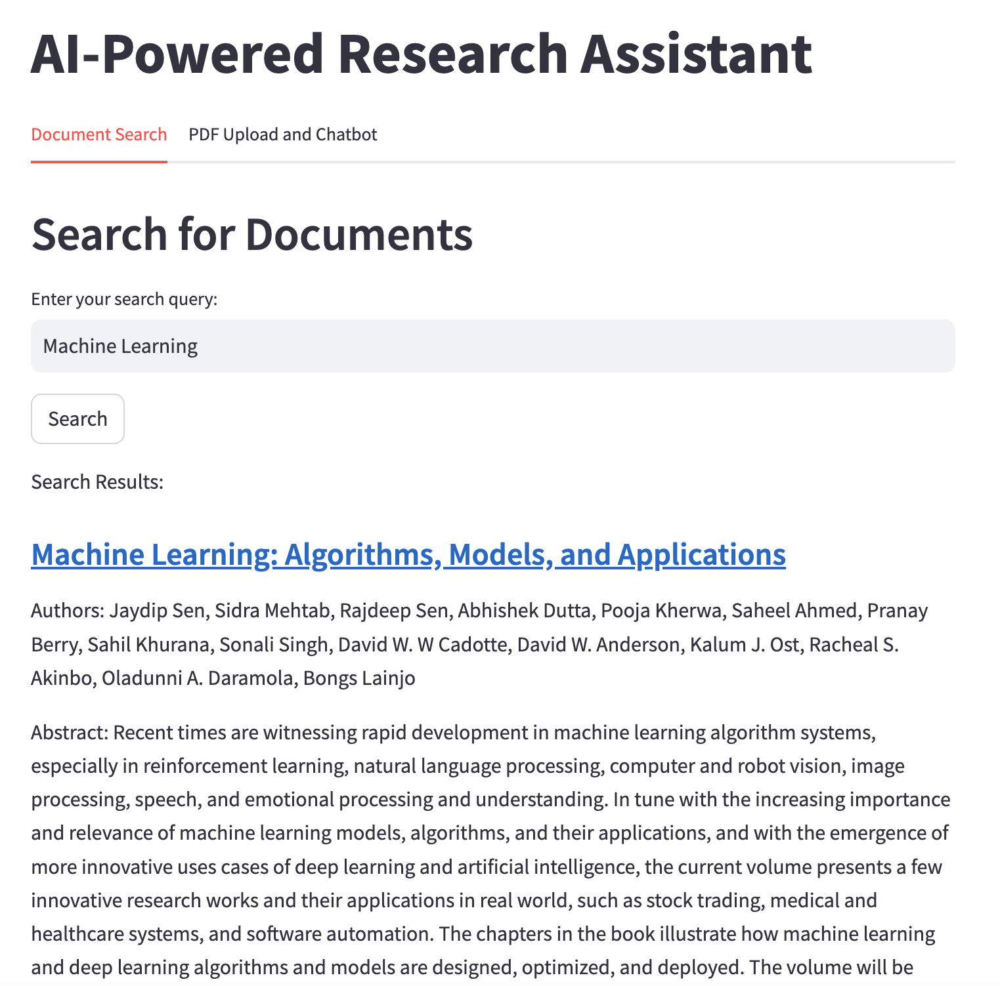 AI-Powered Research Assistant
Document Search PDF Upload and Chatbot
Search for Documents
Enter your search query:
Machine Learning
Search
Search Results:
Machine Learning: Algorithms, Models, and Applications
Authors: Jaydip Sen, Sidra Mehtab, Rajdeep Sen, Abhishek Dutta, Pooja Kherwa, Saheel Ahmed, Pranay
Berry, Sahil Khurana, Sonali Singh, David W. W Cadotte, David W. Anderson, Kalum J. Ost, Racheal S.
Akinbo, Oladunni A. Daramola, Bongs Lainjo
Abstract: Recent times are witnessing rapid development in machine learning algorithm systems,
especially in reinforcement learning, natural language processing, computer and robot vision, image
processing, speech, and emotional processing and understanding. In tune with the increasing importance
and relevance of machine learning models, algorithms, and their applications, and with the emergence of
more innovative uses cases of deep learning and artificial intelligence, the current volume presents a few
innovative research works and their applications in real world, such as stock trading, medical and
healthcare systems, and software automation. The chapters in the book illustrate how machine learning
and deep learning algorithms and models are designed, optimized, and deployed. The volume will be